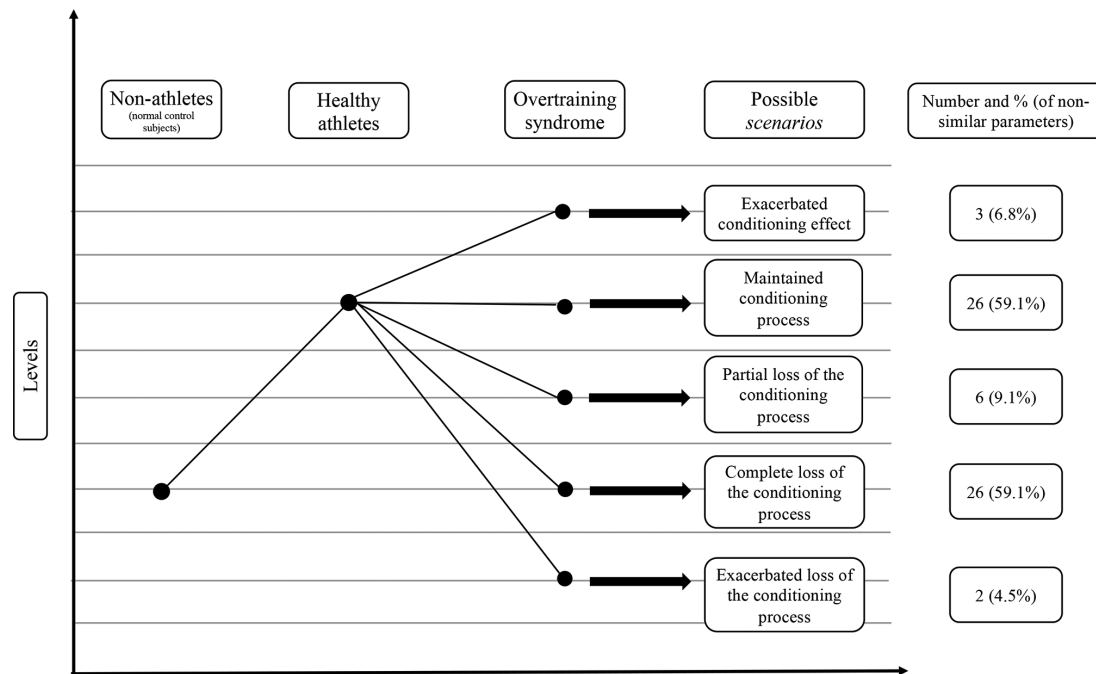 Non-athletes
(normal control
subjects)
Healthy
athletes
Overtraining
syndrome
Possible
scenarios
Number and % (of non-
similar parameters)
Exacerbated
conditioning effect
3 (6.8%)
Maintained
conditioning
process
26 (59.1%)
Levels
Partial loss of the
conditioning
process
6 (9.1%)
Complete loss of
the conditioning
process
26 (59.1%)
Exacerbated loss of
the conditioning
process
2 (4.5%)